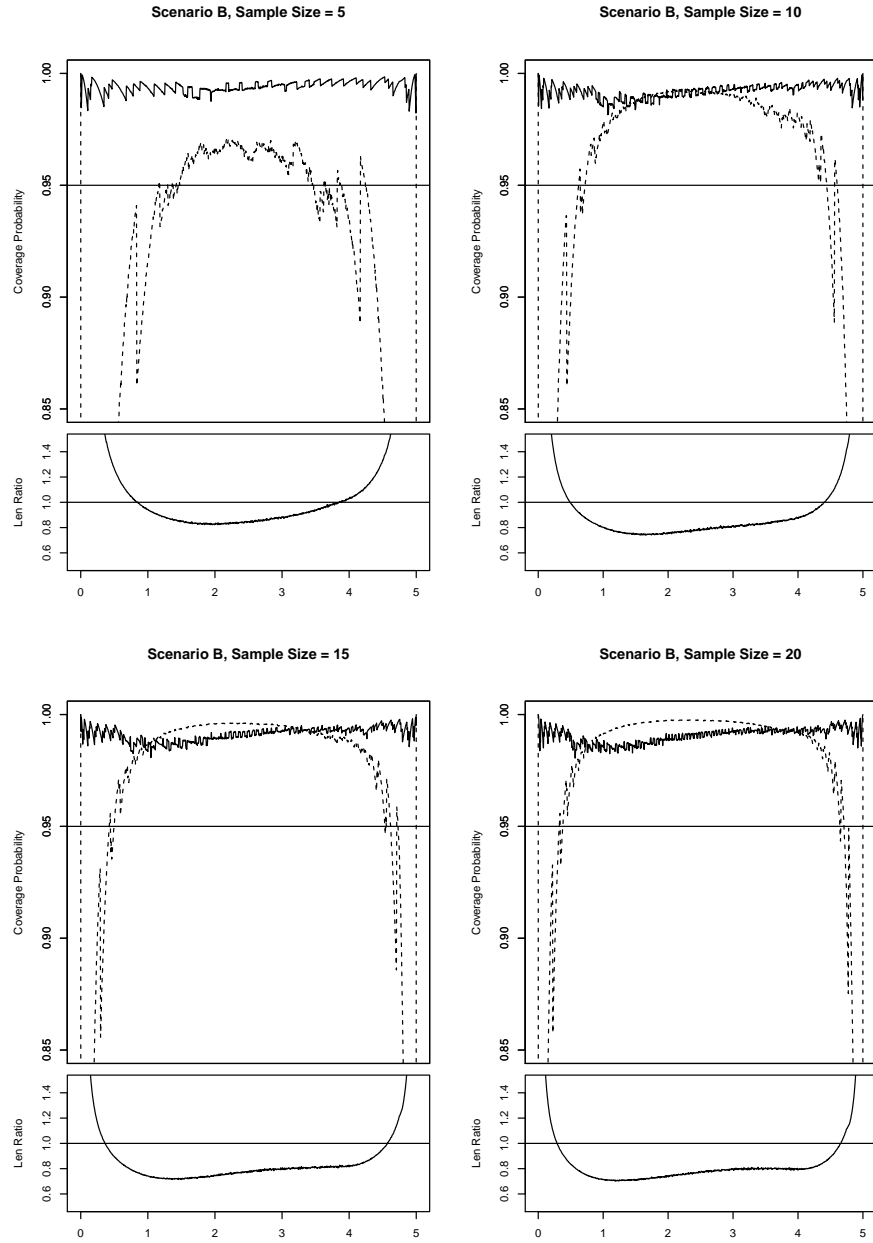 Scenario B, Sample Size = 5
Coverage Probability
1.00
0.95
0.90
0.85
Len Ratio
1.4
1.2
1.0
0.8
0.6
0 1 2 3 4 5
Scenario B, Sample Size = 10
Coverage Probability
1.00
0.95
0.90
0.85
Len Ratio
1.4
1.2
1.0
0.8
0.6
0 1 2 3 4 5
Scenario B, Sample Size = 15
Coverage Probability
1.00
0.95
0.90
0.85
Len Ratio
1.4
1.2
1.0
0.8
0.6
0 1 2 3 4 5
Scenario B, Sample Size = 20
Coverage Probability
1.00
0.95
0.90
0.85
Len Ratio
1.4
1.2
1.0
0.8
0.6
0 1 2 3 4 5